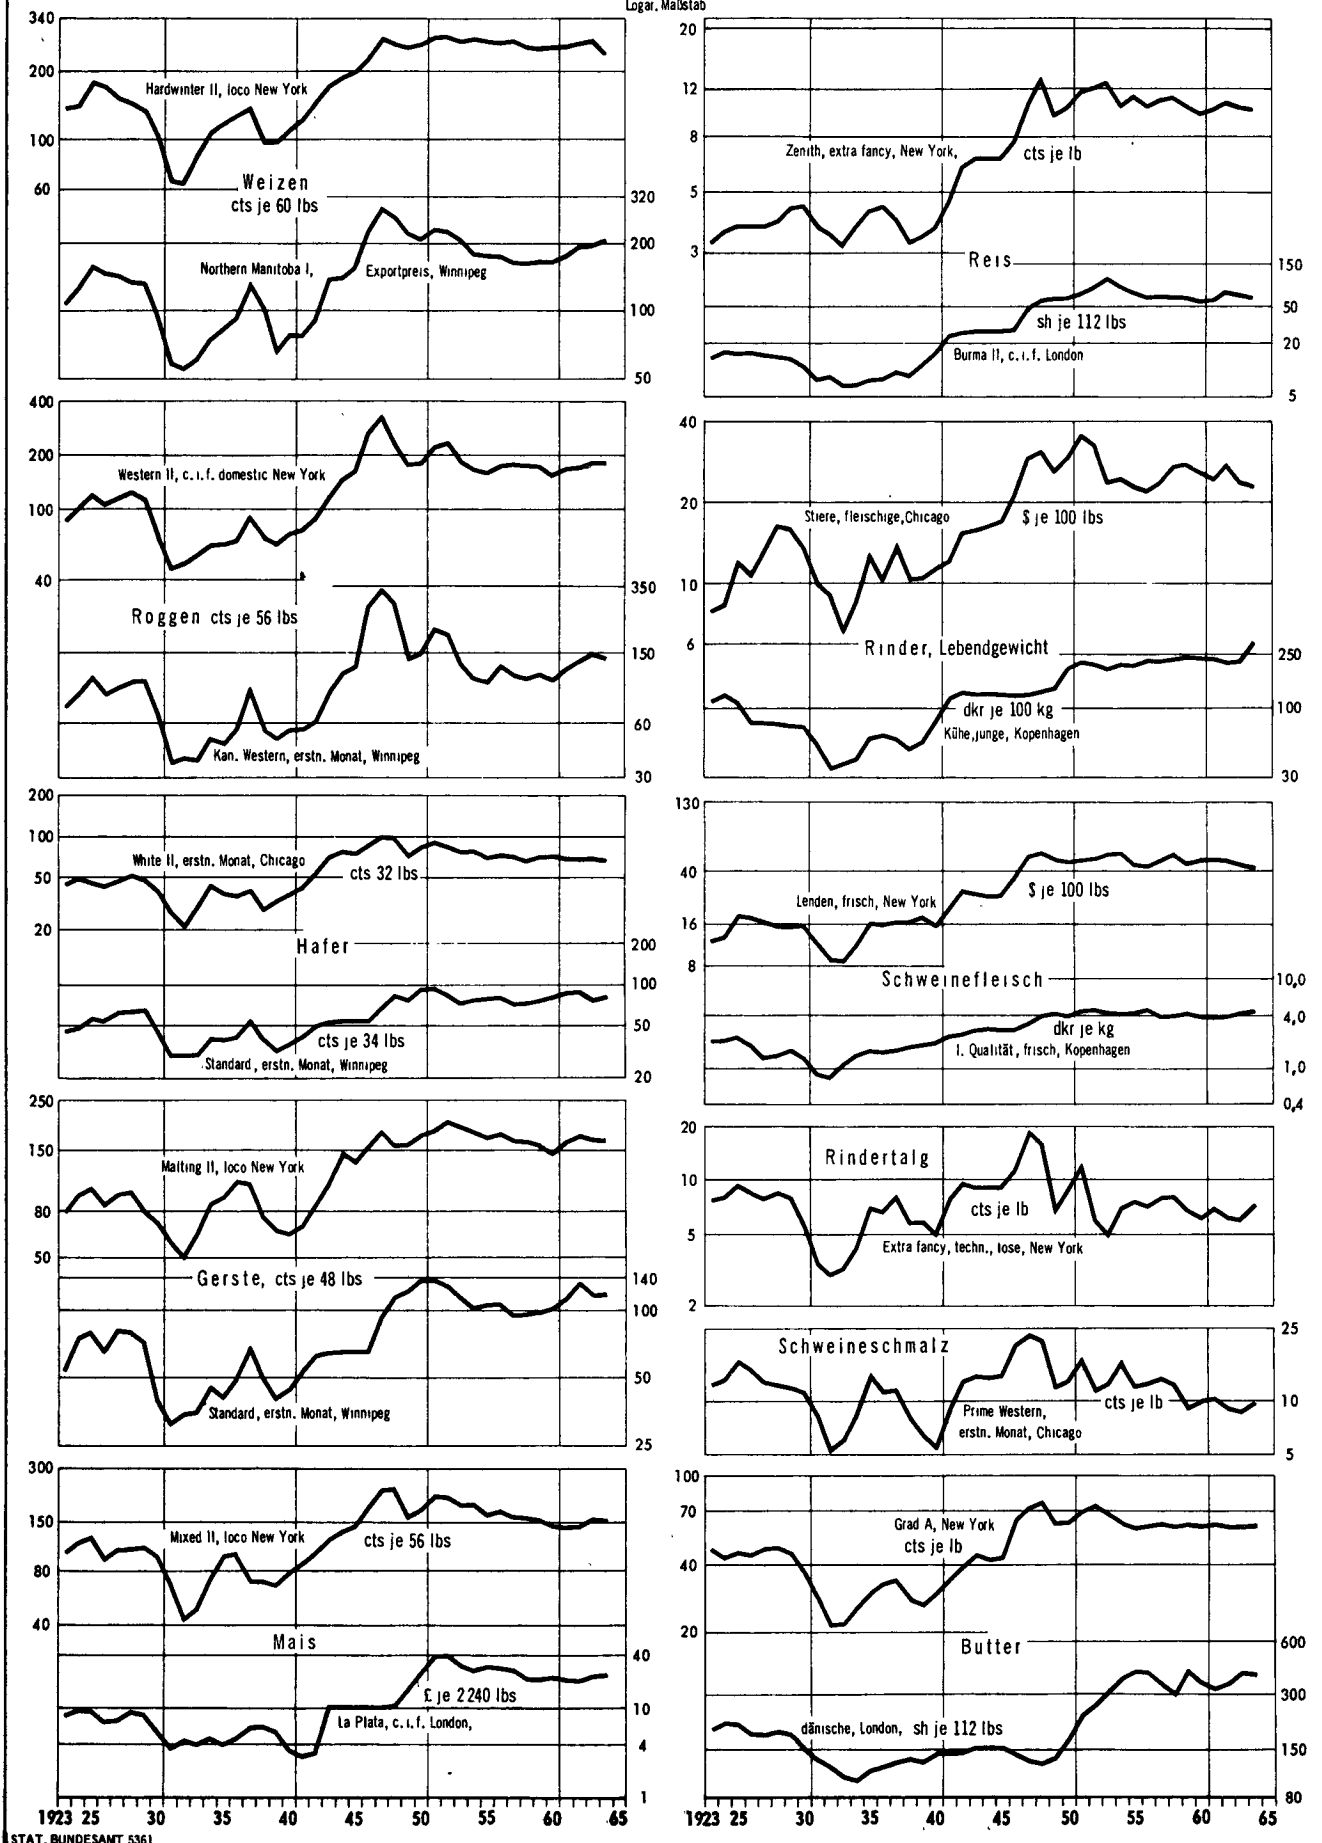 Logar. Maßstab
340
200
100
60
Hardwinter II, loco New York
Weizen
cts je 60 lbs
320
200
100
50
Northern Manitoba I,
Exportpreis, Winnipeg
400
200
100
40
Western II, c.i.f. domestic New York
Roggen cts je 56 lbs
350
150
60
30
Kan. Western, erstn. Monat, Winnipeg
200
100
50
20
White II, erstn. Monat, Chicago
cts 32 lbs
Hafer
200
100
50
20
cts je 34 lbs
Standard, erstn. Monat, Winnipeg
250
150
80
50
Malting II, loco New York
Gerste, cts je 48 lbs
140
100
50
25
Standard, erstn. Monat, Winnipeg
300
150
80
40
Mixed II, loco New York
cts je 56 lbs
Mais
40
10
4
1
£ je 2240 lbs
La Plata, c.i.f. London,
1923 25 30 35 40 45 50 55 60 65
20
12
8
5
3
Zenith, extra fancy, New York,
cts je lb
Reis
150
50
20
5
sh je 112 lbs
Burma II, c.i.f. London
40
20
10
6
Stiere, fleischige, Chicago
$ je 100 lbs
Rinder, Lebendgewicht
250
100
30
dkr je 100 kg
Kühe, junge, Kopenhagen
130
40
16
8
Lenden, frisch, New York
$ je 100 lbs
Schweinefleisch
10,0
4,0
1,0
0,4
dkr je kg
I. Qualität, frisch, Kopenhagen
20
10
5
2
Rindertalg
cts je lb
Extra fancy, techn., lose, New York
Schweineschmalz
25
10
5
cts je lb
Prime Western,
erstn. Monat, Chicago
100
70
40
20
Grad A, New York
cts je lb
Butter
600
300
150
80
dänische, London, sh je 112 lbs
1923 25 30 35 40 45 50 55 60 65
STAT. BUNDESAMT 5361